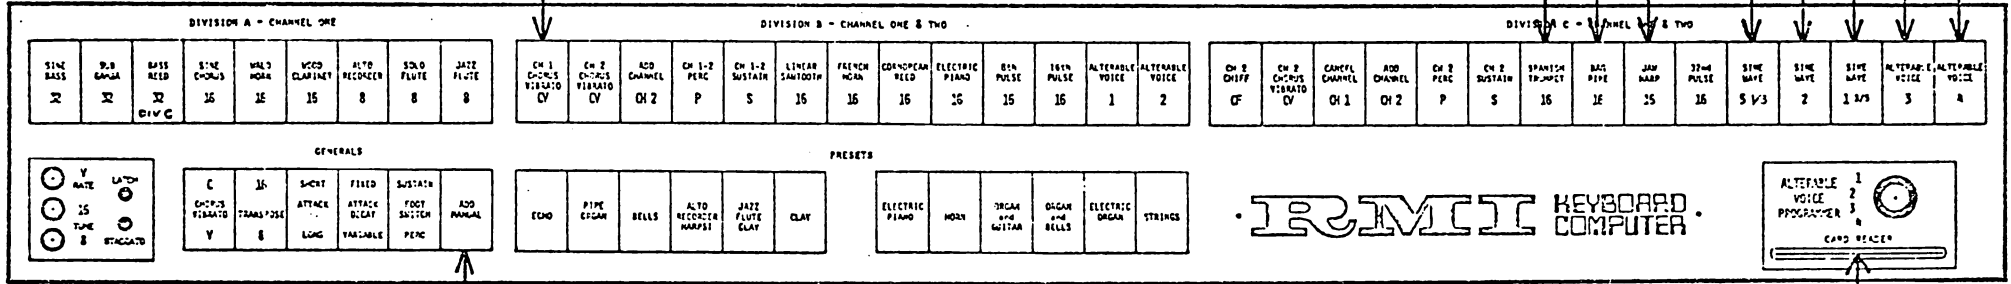 DIVISION A - CHANNEL ONE
SINE BASS 32
SUB GAMBA 32
BASS REED 32 DIV C
SINE CHORUS 16
WALD HORN 16
WOOD CLARINET 16
ALTO RECORDER 8
SOLO FLUTE 8
JAZZ FLUTE 8
DIVISION B - CHANNEL ONE & TWO
CH 1 CHORUS VIBRATO CV
CH 2 CHORUS VIBRATO CV
ADD CHANNEL CH 2
CH 1-2 PERC P
CH 1-2 SUSTAIN S
LINEAR SAWTOOTH 16
FRENCH HORN 16
CORNOPEAN REED 16
ELECTRIC PIANO 16
8TH PULSE 16
16TH PULSE 16
ALTERABLE VOICE 1
ALTERABLE VOICE 2
DIVISION C - CHANNEL & TWO
CH 2 CHIFF CF
CH 2 CHORUS VIBRATO CV
CANCEL CHANNEL CH 1
ADD CHANNEL CH 2
CH 2 PERC P
CH 2 SUSTAIN S
SPANISH TRUMPET 16
BAG PIPE 16
JAW HARP 16
32ND PULSE 16
SINE WAVE 5 1/3
SINE WAVE 2
SINE WAVE 1 3/5
ALTERABLE VOICE 3
ALTERABLE VOICE 4
V RATE
LATCH
16
TUNE
8
STACCATO
GENERALS
C CHORUS VIBRATO V
16 TRANSPOSE 8
SHORT ATTACK LONG
FIXED ATTACK DECAY VARIABLE
SUSTAIN FOOT SWITCH PERC
ADD MANUAL
PRESETS
ECHO
PIPE ORGAN
BELLS
ALTO RECORDER HARPSI
JAZZ FLUTE CLAV
CLAV
ELECTRIC PIANO
HORN
ORGAN and GUITAR
ORGAN and BELLS
ELECTRIC ORGAN
STRINGS
RMI KEYBOARD COMPUTER
ALTERABLE VOICE PROGRAMMER
1
2
3
4
CARD READER